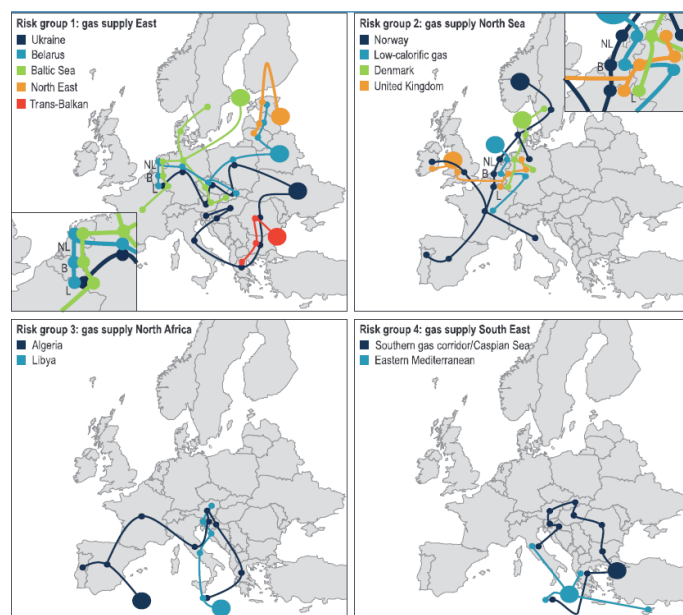 Risk group 1: gas supply East
Ukraine
Belarus
Baltic Sea
North East
Trans-Balkan
NL
B
L
NL
B
L
Risk group 2: gas supply North Sea
Norway
Low-calorific gas
Denmark
United Kingdom
NL
B
L
NL
B
L
Risk group 3: gas supply North Africa
Algeria
Libya
Risk group 4: gas supply South East
Southern gas corridor/Caspian Sea
Eastern Mediterranean